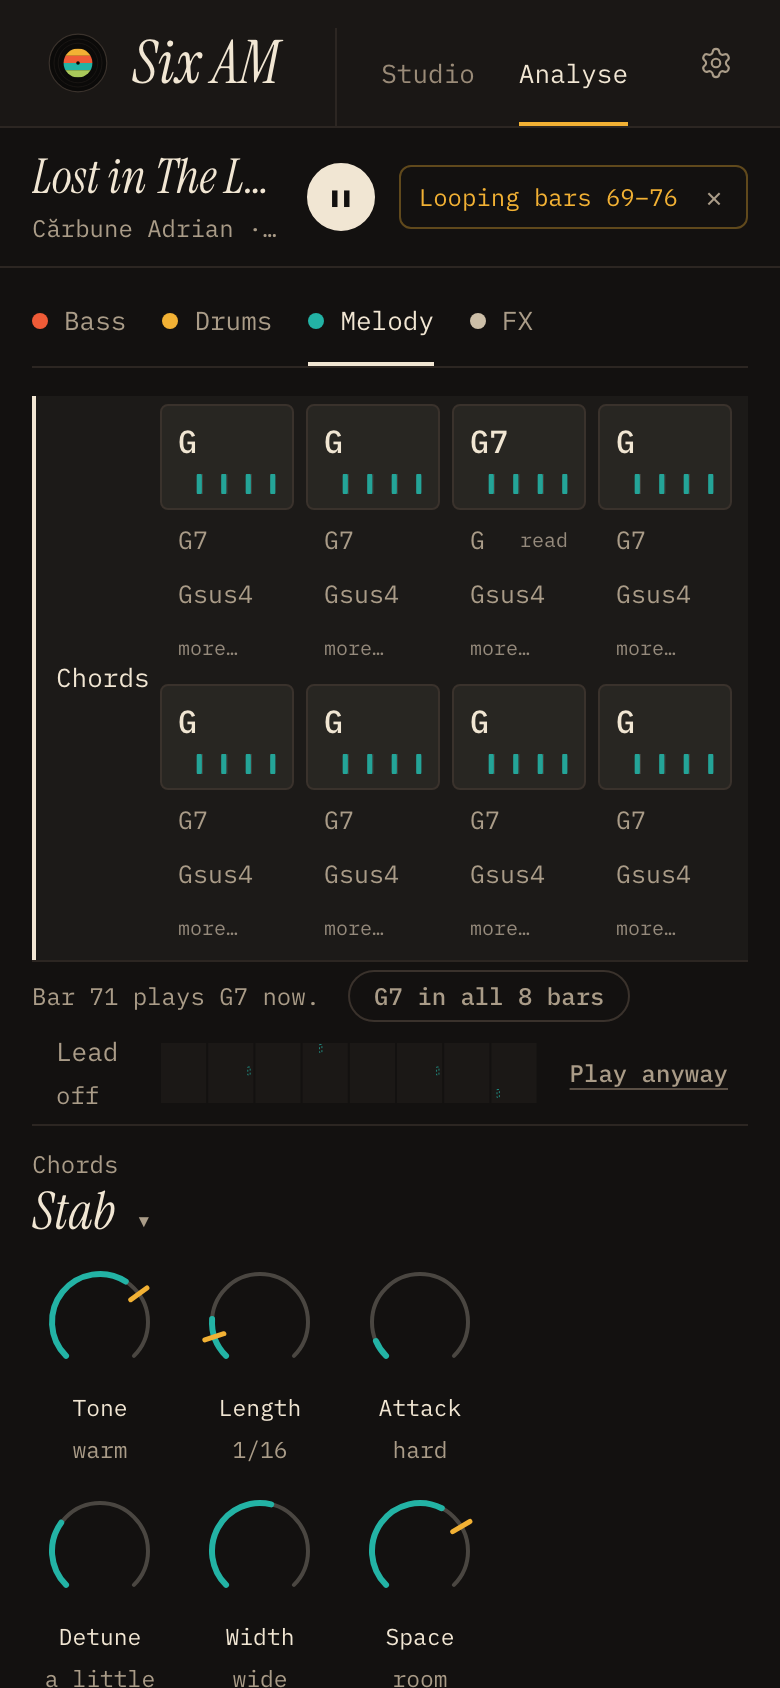 Six AM
Studio Analyse
Lost in The L…
Cărbune Adrian ·…
Looping bars 69–76 ×
Bass Drums Melody FX
Chords
G G G7 G
G7 G7 G read G7
Gsus4 Gsus4 Gsus4 Gsus4
more… more… more… more…
G G G G
G7 G7 G7 G7
Gsus4 Gsus4 Gsus4 Gsus4
more… more… more… more…
Bar 71 plays G7 now. G7 in all 8 bars
Lead
off
Play anyway
Chords
Stab ▾
Tone Length Attack
warm 1/16 hard
Detune Width Space
a little wide room